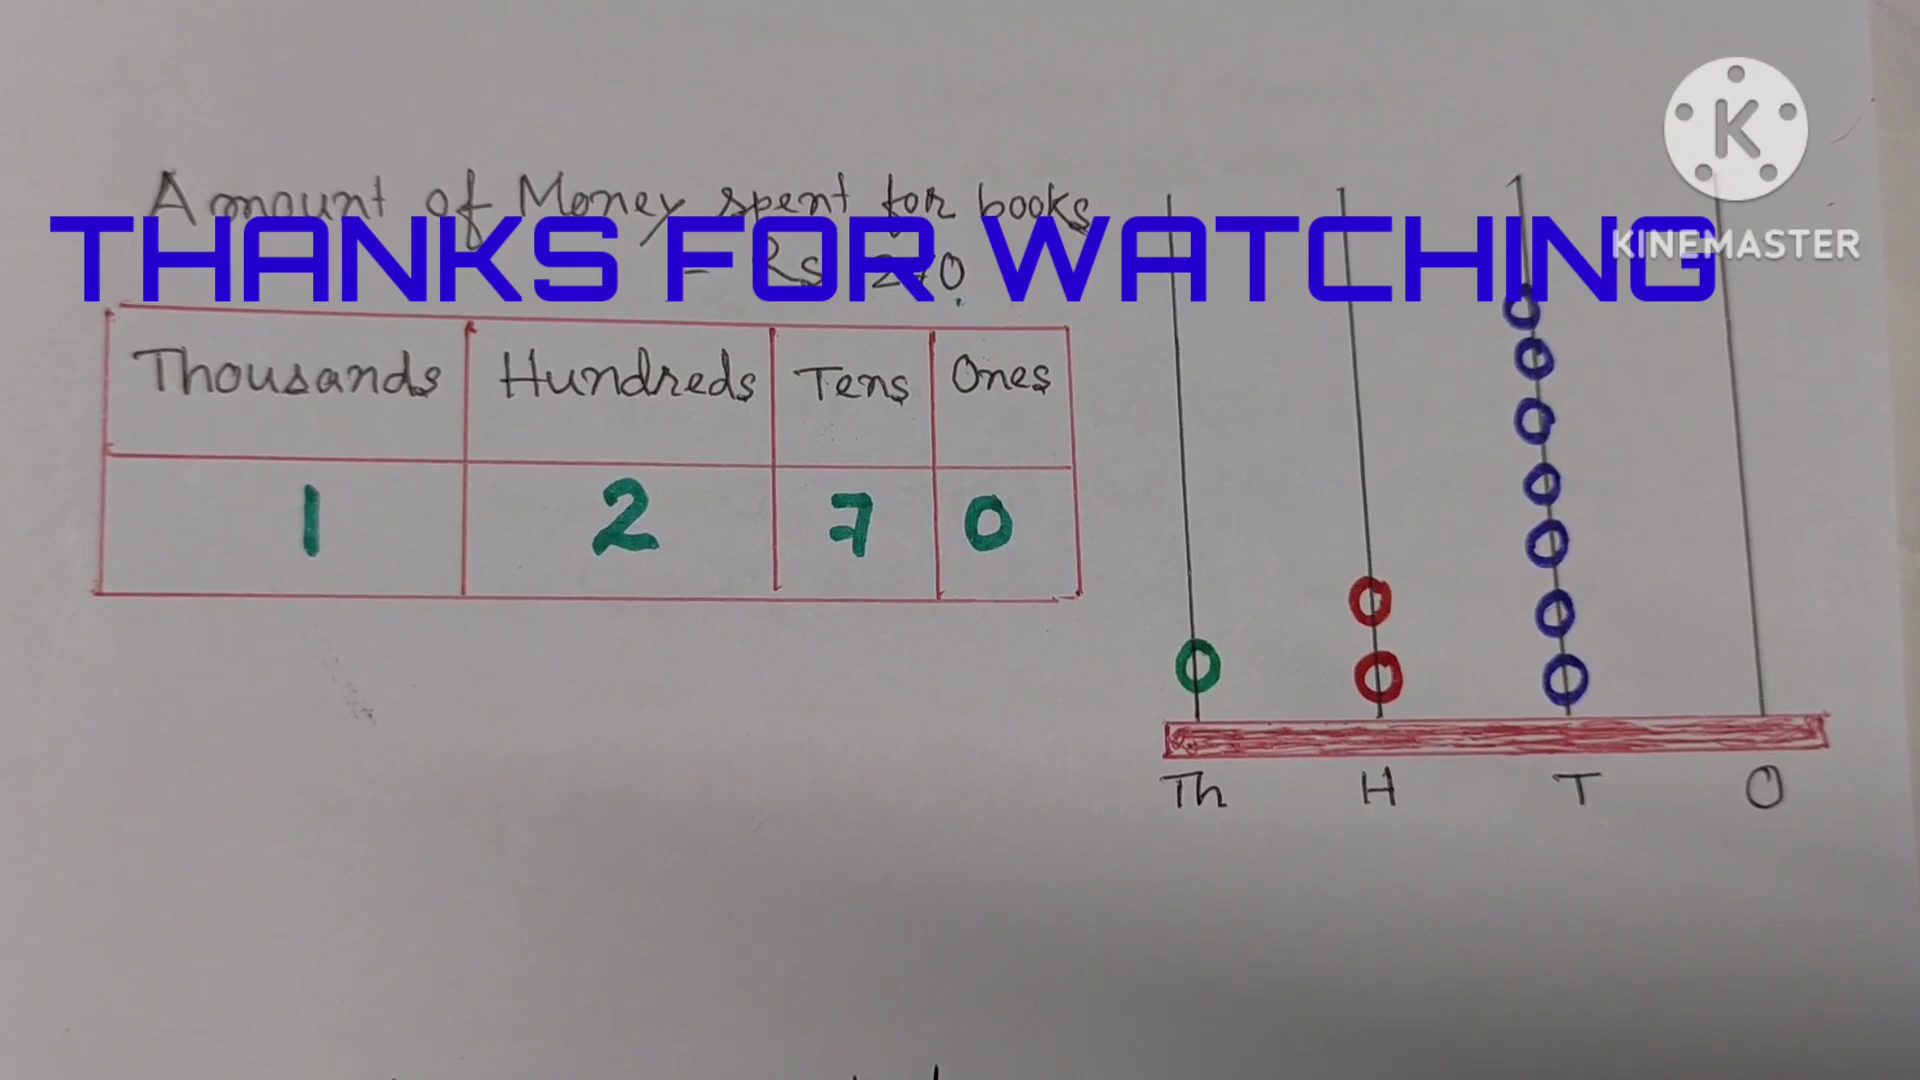 Amount of Money spent for books
THANKS FOR WATCHING
Rs
KINEMASTER
Thousands Hundreds Tens Ones
1 2 7 0
Th H T O